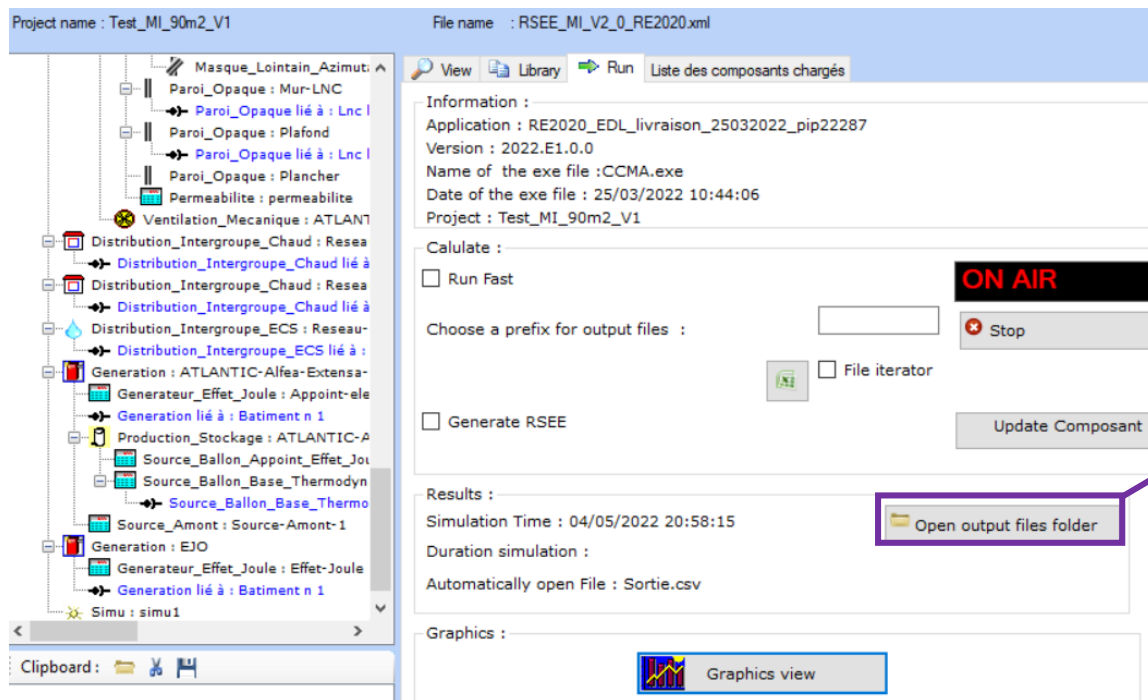 Project name : Test_MI_90m2_V1
File name : RSEE_MI_V2_0_RE2020.xml
Masque_Lointain_Azimut
Paroi_Opaque : Mur-LNC
Paroi_Opaque lié à : Lnc l
Paroi_Opaque : Plafond
Paroi_Opaque lié à : Lnc l
Paroi_Opaque : Plancher
Permeabilite : permeabilite
Ventilation_Mecanique : ATLANT
Distribution_Intergroupe_Chaud : Resea
Distribution_Intergroupe_Chaud lié à
Distribution_Intergroupe_Chaud : Resea
Distribution_Intergroupe_Chaud lié à
Distribution_Intergroupe_ECS : Reseau-
Distribution_Intergroupe_ECS lié à :
Generation : ATLANTIC-Alfea-Extensa-
Generateur_Effet_Joule : Appoint-ele
Generation lié à : Batiment n 1
Production_Stockage : ATLANTIC-A
Source_Ballon_Appoint_Effet_Jou
Source_Ballon_Base_Thermodyn
Source_Ballon_Base_Thermo
Source_Amont : Source-Amont-1
Generation : EJO
Generateur_Effet_Joule : Effet-Joule
Generation lié à : Batiment n 1
Simu : simu1
Clipboard :
View Library Run Liste des composants chargés
Information :
Application : RE2020_EDL_livraison_25032022_pip22287
Version : 2022.E1.0.0
Name of the exe file :CCMA.exe
Date of the exe file : 25/03/2022 10:44:06
Project : Test_MI_90m2_V1
Calulate :
Run Fast
ON AIR
Choose a prefix for output files :
Stop
File iterator
Generate RSEE
Update Composant
Results :
Simulation Time : 04/05/2022 20:58:15
Open output files folder
Duration simulation :
Automatically open File : Sortie.csv
Graphics :
Graphics view